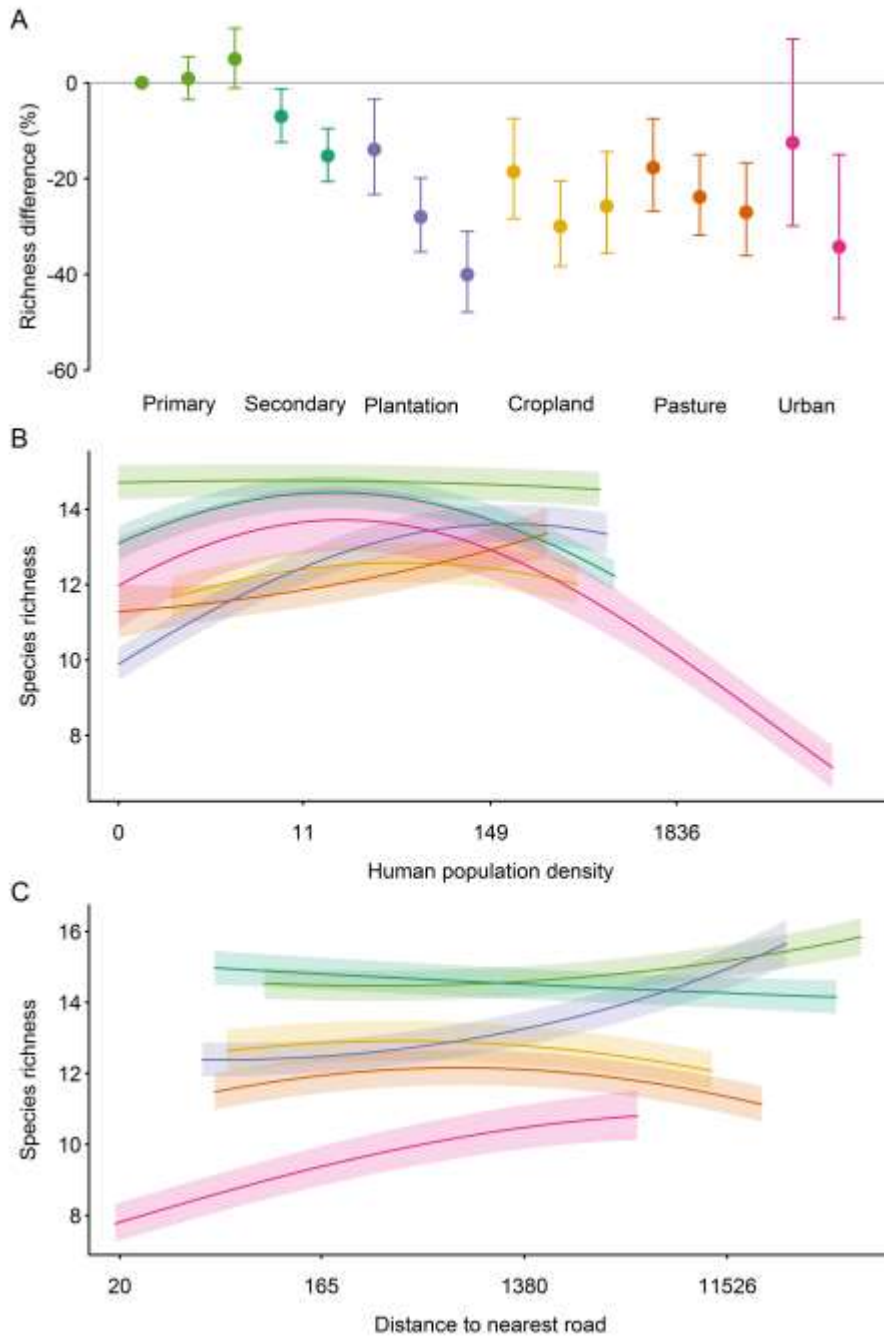 A
Richness difference (%)
0
-20
-40
-60
Primary Secondary Plantation Cropland Pasture Urban
B
Species richness
14
12
10
8
0 11 149 1836
Human population density
C
Species richness
16
14
12
10
8
20 165 1380 11526
Distance to nearest road